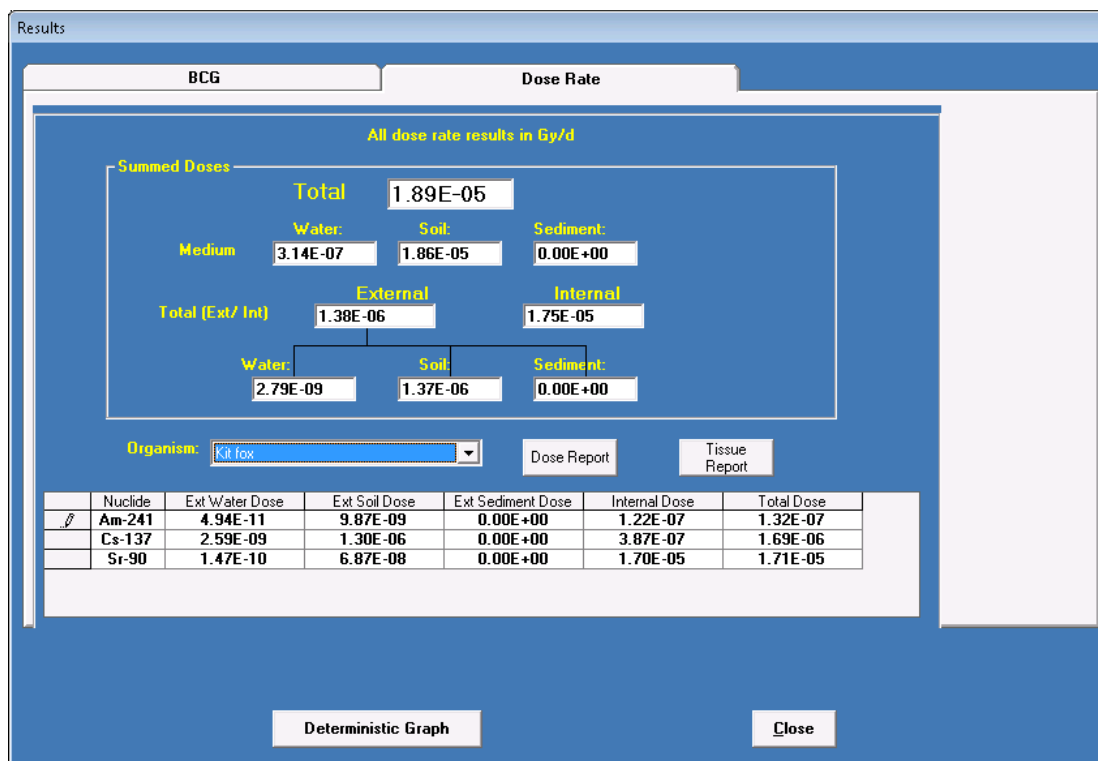 Results
BCG Dose Rate
All dose rate results in Gy/d
Summed Doses
Total 1.89E-05
Water: Soil: Sediment:
Medium 3.14E-07 1.86E-05 0.00E+00
External Internal
Total (Ext/ Int) 1.38E-06 1.75E-05
Water: Soil: Sediment:
2.79E-09 1.37E-06 0.00E+00
Organism: Kit fox Dose Report Tissue Report
Nuclide Ext Water Dose Ext Soil Dose Ext Sediment Dose Internal Dose Total Dose
Am-241 4.94E-11 9.87E-09 0.00E+00 1.22E-07 1.32E-07
Cs-137 2.59E-09 1.30E-06 0.00E+00 3.87E-07 1.69E-06
Sr-90 1.47E-10 6.87E-08 0.00E+00 1.70E-05 1.71E-05
Deterministic Graph Close